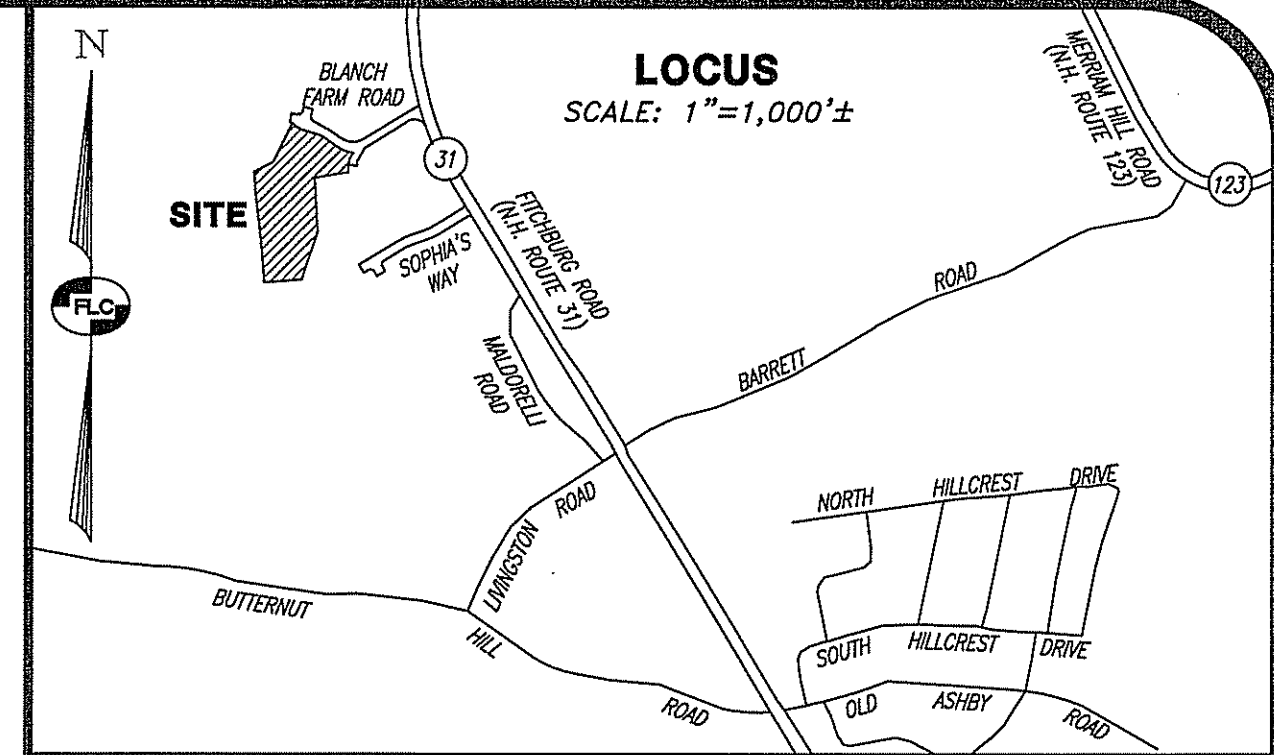 N
LOCUS
SCALE: 1"=1,000'±
BLANCH
FARM ROAD
31
SITE
SOPHIA'S
WAY
FITCHBURG ROAD
(N.H. ROUTE 31)
MERRIAM HILL ROAD
(N.H. ROUTE 123)
123
FLC
MALDORELLI
ROAD
BARRETT ROAD
LIVINGSTON ROAD
BUTTERNUT HILL ROAD
NORTH HILLCREST DRIVE
SOUTH HILLCREST DRIVE
OLD ASHBY ROAD